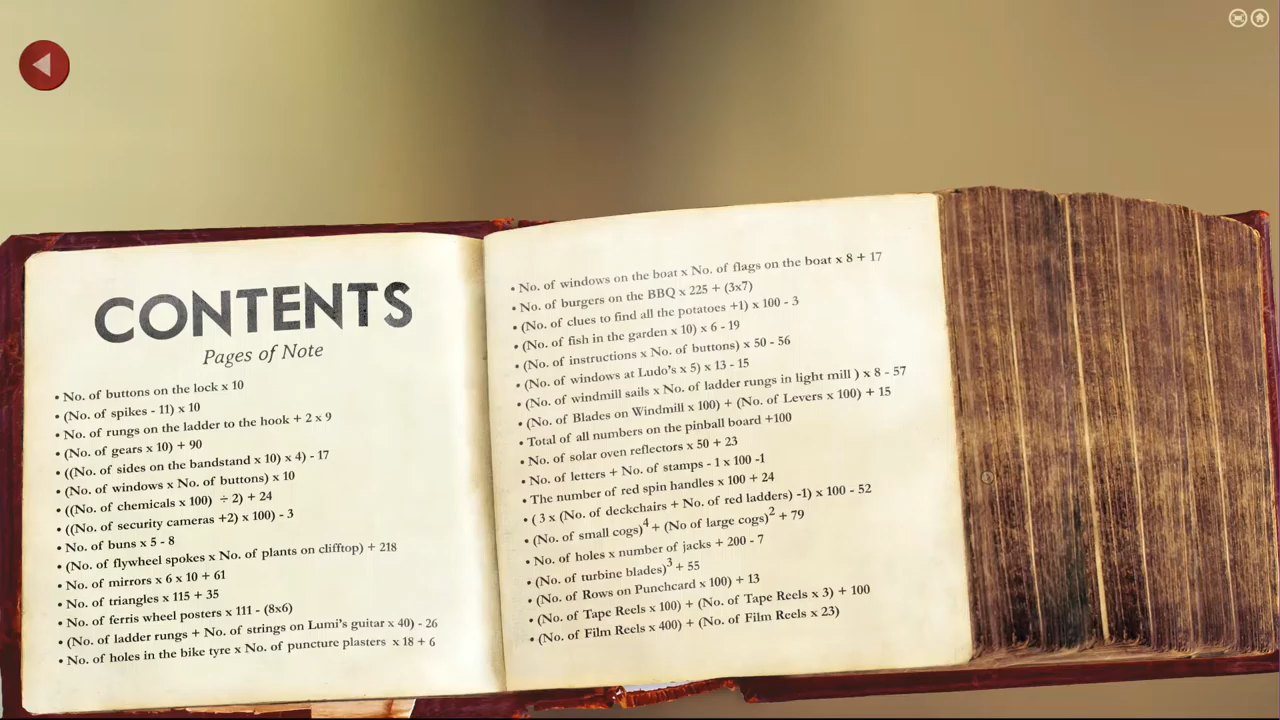 CONTENTS
Pages of Note
• No. of buttons on the lock x 10
• (No. of spikes - 11) x 10
• No. of rungs on the ladder to the hook + 2 x 9
• (No. of gears x 10) + 90
• ((No. of sides on the bandstand x 10) x 4) - 17
• (No. of windows x No. of buttons) x 10
• ((No. of chemicals x 100) ÷ 2) + 24
• ((No. of security cameras +2) x 100) - 3
• No. of buns x 5 - 8
• (No. of flywheel spokes x No. of plants on clifftop) + 218
• No. of mirrors x 6 x 10 + 61
• No. of triangles x 115 + 35
• No. of ferris wheel posters x 111 - (8x6)
• (No. of ladder rungs + No. of strings on Lumi's guitar x 40) - 26
• No. of holes in the bike tyre x No. of puncture plasters x 18 + 6
• No. of windows on the boat x No. of flags on the boat x 8 + 17
• No. of burgers on the BBQ x 225 + (3x7)
• (No. of clues to find all the potatoes +1) x 100 - 3
• (No. of fish in the garden x 10) x 6 - 19
• (No. of instructions x No. of buttons) x 50 - 56
• (No. of windows at Ludo's x 5) x 13 - 15
• (No. of windmill sails x No. of ladder rungs in light mill ) x 8 - 57
• (No. of Blades on Windmill x 100) + (No. of Levers x 100) + 15
• Total of all numbers on the pinball board +100
• No. of solar oven reflectors x 50 + 23
• No. of letters + No. of stamps - 1 x 100 -1
• The number of red spin handles x 100 + 24
• ( 3 x (No. of deckchairs + No. of red ladders) -1) x 100 - 52
• (No. of small cogs)⁴ + (No of large cogs)² + 79
• No. of holes x number of jacks + 200 - 7
• (No. of turbine blades)³ + 55
• (No. of Rows on Punchcard x 100) + 13
• (No. of Tape Reels x 100) + (No. of Tape Reels x 3) + 100
• (No. of Film Reels x 400) + (No. of Film Reels x 23)